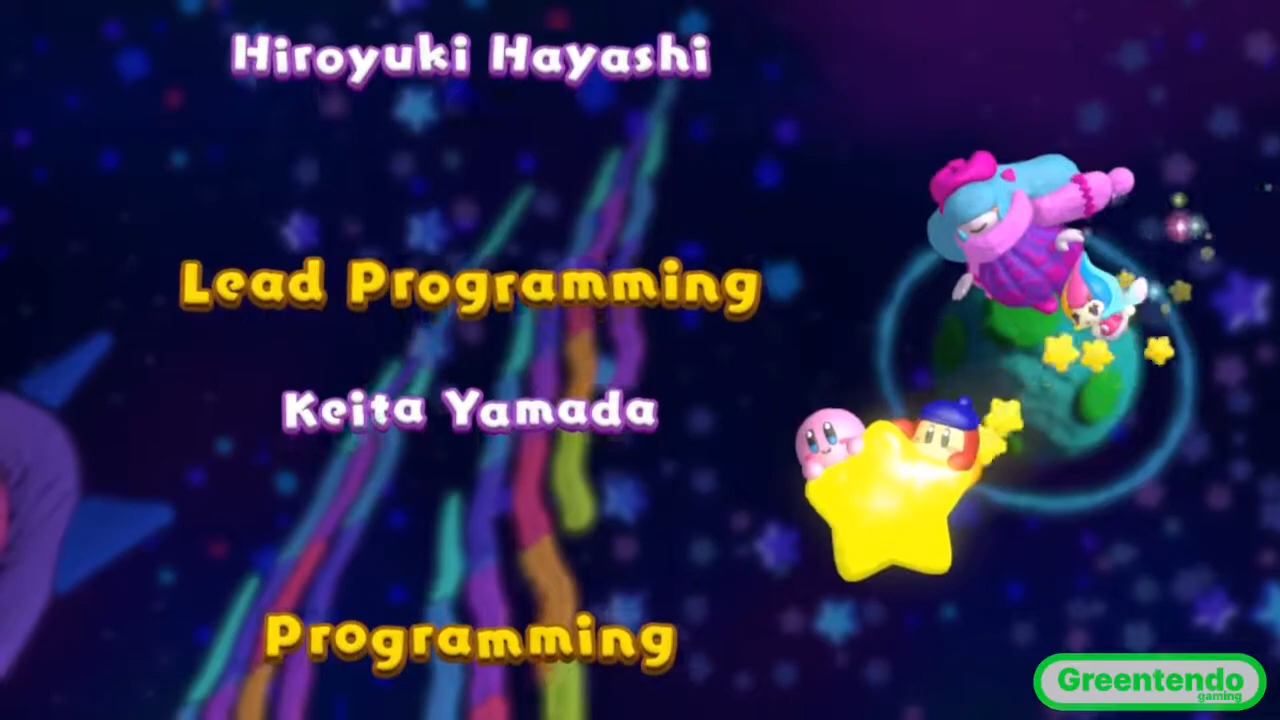 Hiroyuki Hayashi
Lead Programming
Keita Yamada
Programming
Greentendo
gaming